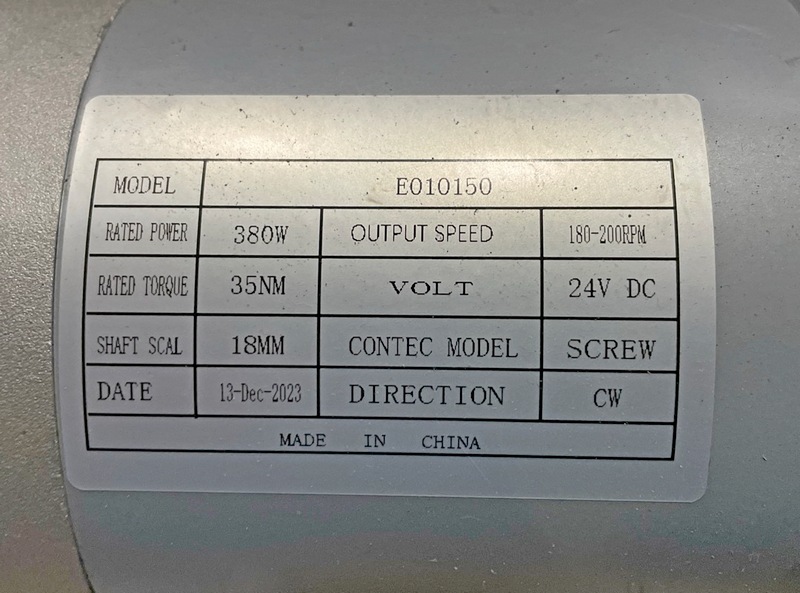 MODEL E010150
RATED POWER 380W OUTPUT SPEED 180-200RPM
RATED TORQUE 35NM VOLT 24V DC
SHAFT SCAL 18MM CONTEC MODEL SCREW
DATE 13-Dec-2023 DIRECTION CW
MADE IN CHINA